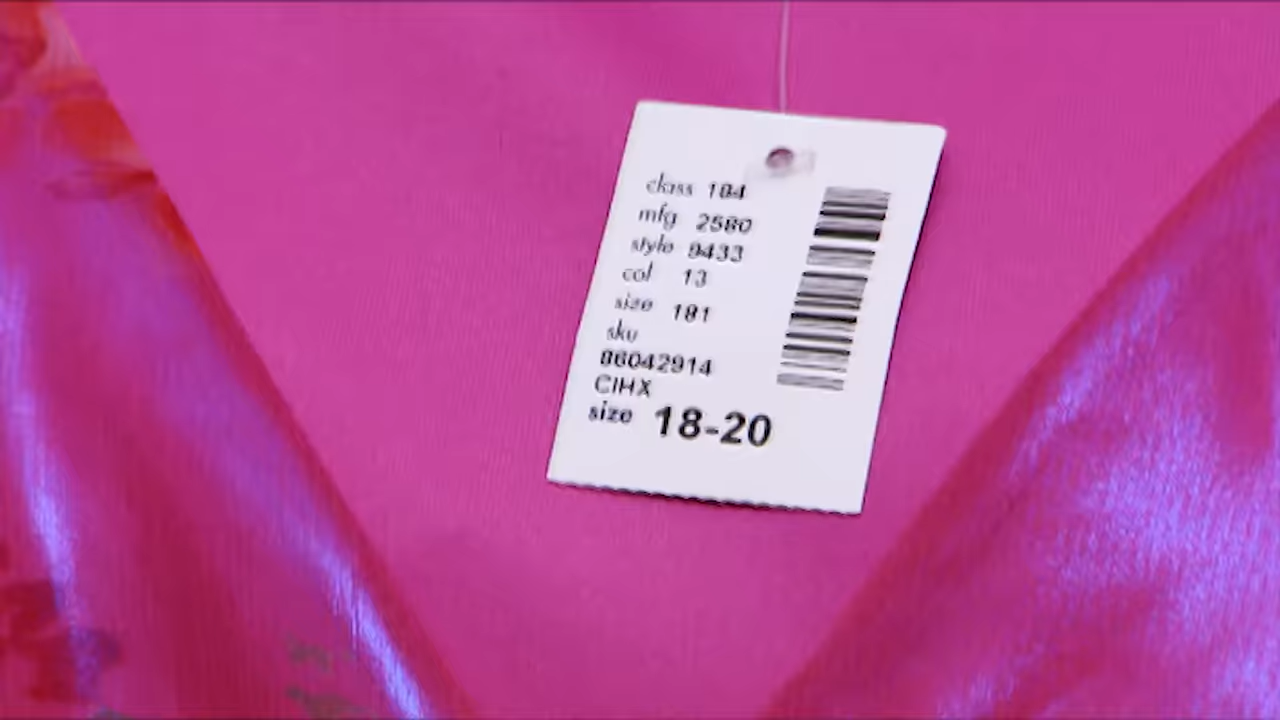 class 184
mfg 2580
style 9433
col 13
size 181
sku
86042914
CIHX
size 18-20